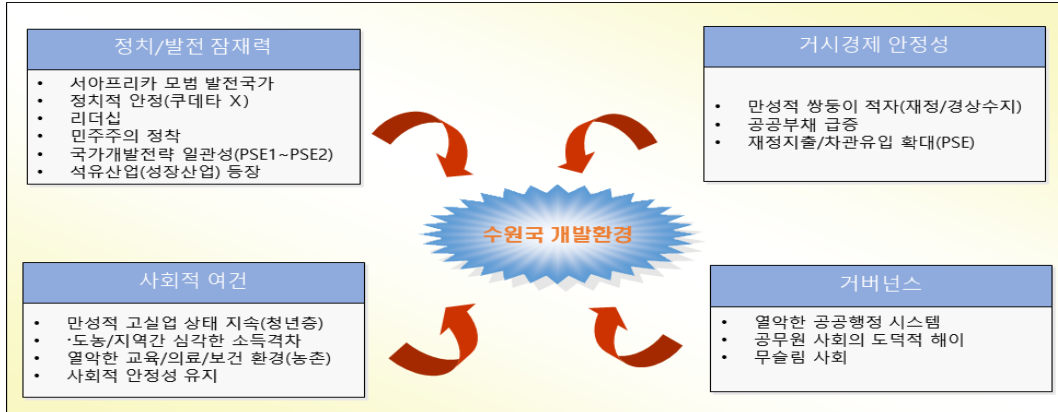 정치/발전 잠재력
• 서아프리카 모범 발전국가
• 정치적 안정(쿠데타 X)
• 리더십
• 민주주의 정착
• 국가개발전략 일관성(PSE1~PSE2)
• 석유산업(성장산업) 등장
거시경제 안정성
• 만성적 쌍둥이 적자(재정/경상수지)
• 공공부채 급증
• 재정지출/차관유입 확대(PSE)
수원국 개발환경
사회적 여건
• 만성적 고실업 상태 지속(청년층)
• ·도농/지역간 심각한 소득격차
• 열악한 교육/의료/보건 환경(농촌)
• 사회적 안정성 유지
거버넌스
• 열악한 공공행정 시스템
• 공무원 사회의 도덕적 해이
• 무슬림 사회